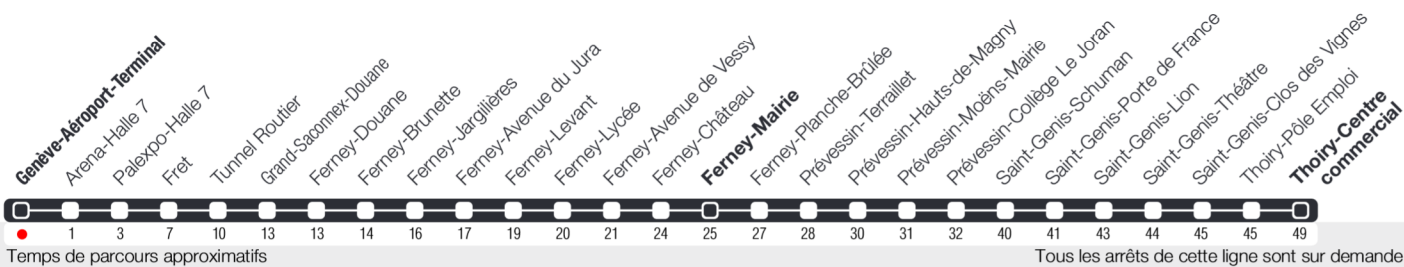 Genève-Aéroport-Terminal
Arena-Halle 7
Palexpo-Halle 7
Fret
Tunnel Routier
Grand-Saconnex-Douane
Ferney-Douane
Ferney-Brunette
Ferney-Jargilières
Ferney-Avenue du Jura
Ferney-Levant
Ferney-Lycée
Ferney-Avenue de Vessy
Ferney-Château
Ferney-Mairie
Ferney-Planche-Brûlée
Prévessin-Terraillet
Prévessin-Hauts-de-Magny
Prévessin-Moëns-Mairie
Prévessin-Collège Le Joran
Saint-Genis-Schuman
Saint-Genis-Porte de France
Saint-Genis-Lion
Saint-Genis-Théâtre
Saint-Genis-Clos des Vignes
Thoiry-Pôle Emploi
Thoiry-Centre
commercial
1 3 7 10 13 13 14 16 17 19 20 21 24 25 27 28 30 31 32 40 41 43 44 45 45 49
Temps de parcours approximatifs
Tous les arrêts de cette ligne sont sur demande